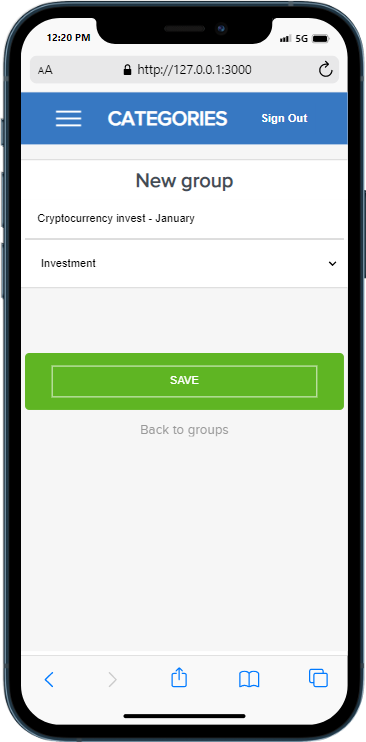 12:20 PM
5G
AA
http://127.0.0.1:3000
CATEGORIES
Sign Out
New group
Cryptocurrency invest - January
Investment
SAVE
Back to groups